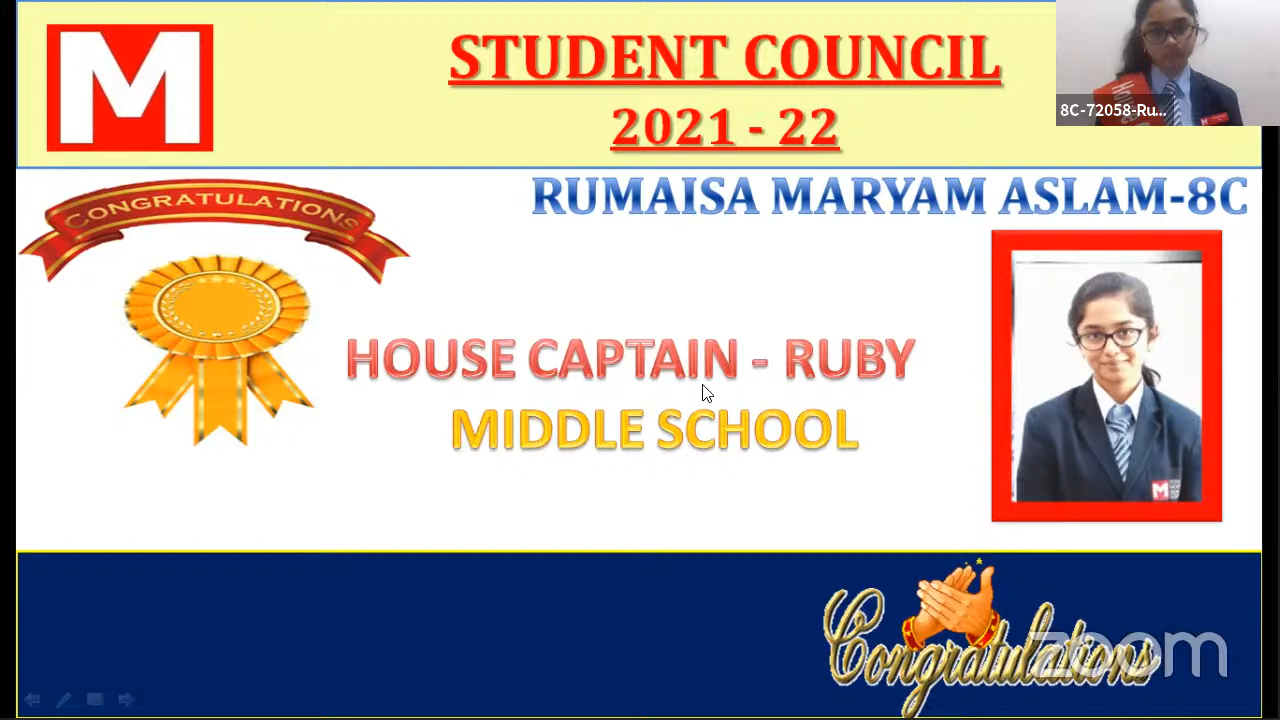 M
STUDENT COUNCIL
2021 - 22
8C-72058-Ru...
CONGRATULATIONS
RUMAISA MARYAM ASLAM-8C
HOUSE CAPTAIN - RUBY
MIDDLE SCHOOL
M
Congratulations
zoom